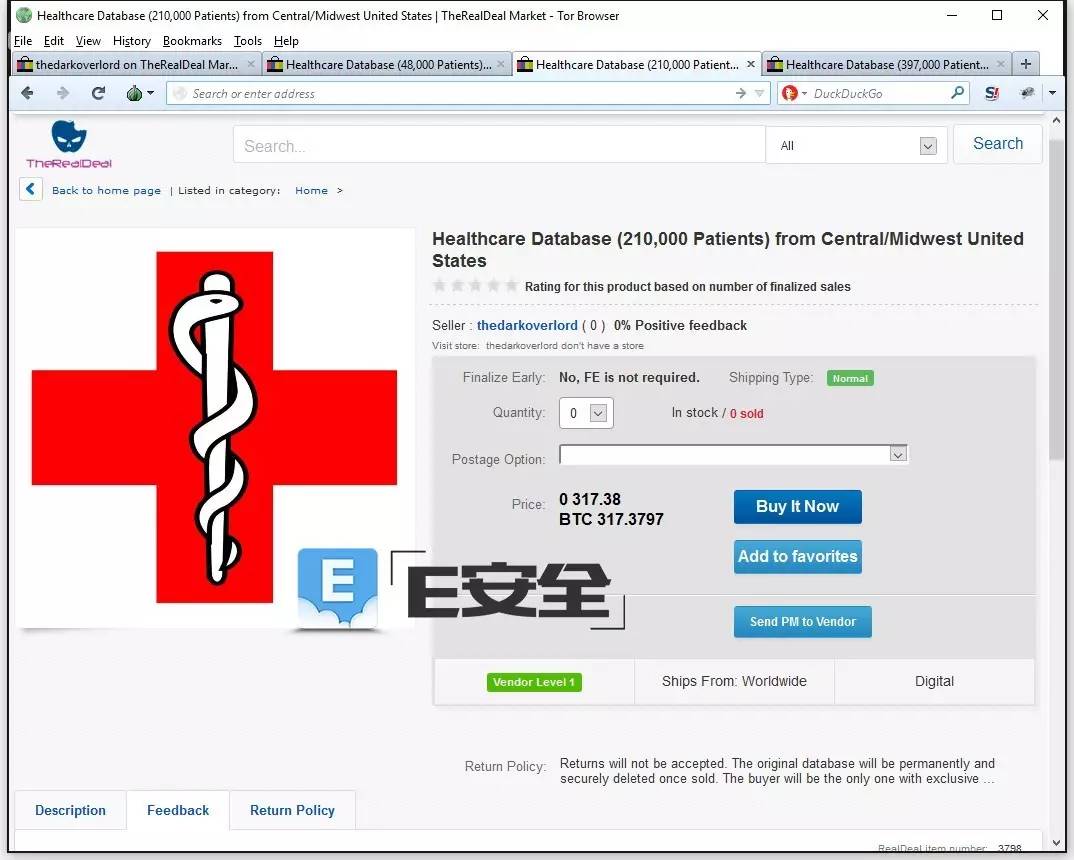 Healthcare Database (210,000 Patients) from Central/Midwest United States | TheRealDeal Market - Tor Browser
File Edit View History Bookmarks Tools Help
thedarkoverlord on TheRealDeal Mar... Healthcare Database (48,000 Patients)... Healthcare Database (210,000 Patient... Healthcare Database (397,000 Patient...
Search or enter address
DuckDuckGo
S!
TheRealDeal
Search...
All
Search
Back to home page | Listed in category: Home >
Healthcare Database (210,000 Patients) from Central/Midwest United
States
Rating for this product based on number of finalized sales
Seller : thedarkoverlord ( 0 ) 0% Positive feedback
Visit store: thedarkoverlord don't have a store
Finalize Early: No, FE is not required. Shipping Type: Normal
Quantity: 0 In stock / 0 sold
Postage Option:
Price: 0 317.38
BTC 317.3797
Buy It Now
Add to favorites
E E安全
Send PM to Vendor
Vendor Level 1 Ships From: Worldwide Digital
Return Policy: Returns will not be accepted. The original database will be permanently and
securely deleted once sold. The buyer will be the only one with exclusive ...
Description Feedback Return Policy
RealDeal item number: 3798